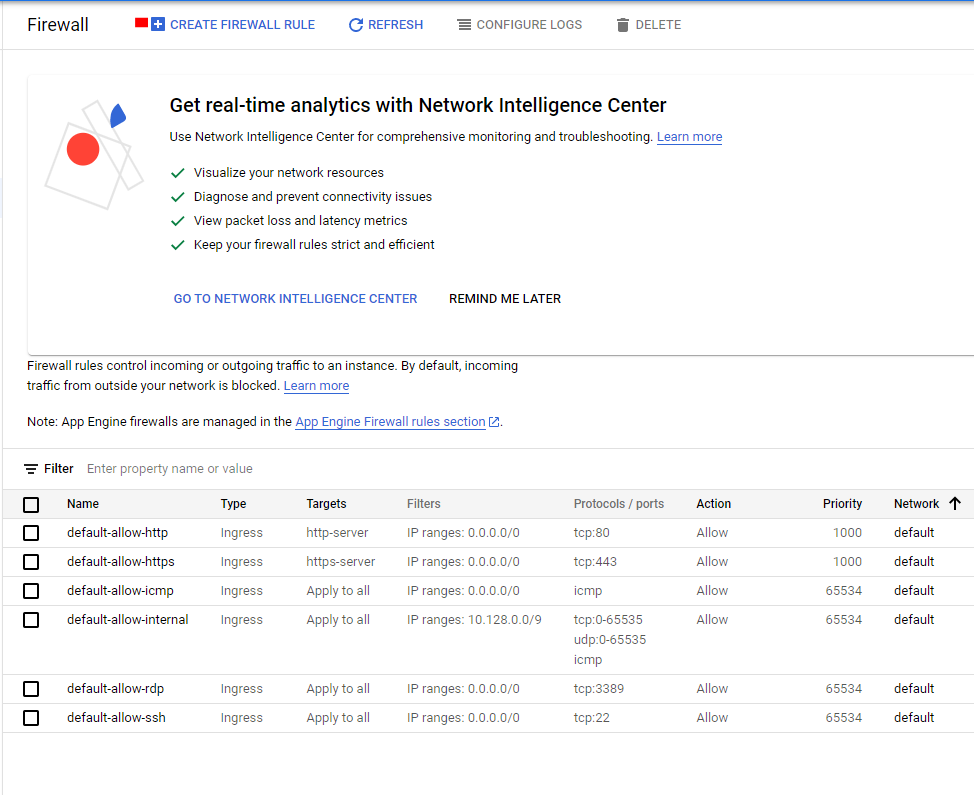 Firewall CREATE FIREWALL RULE REFRESH CONFIGURE LOGS DELETE
Get real-time analytics with Network Intelligence Center
Use Network Intelligence Center for comprehensive monitoring and troubleshooting. Learn more
Visualize your network resources
Diagnose and prevent connectivity issues
View packet loss and latency metrics
Keep your firewall rules strict and efficient
GO TO NETWORK INTELLIGENCE CENTER REMIND ME LATER
Firewall rules control incoming or outgoing traffic to an instance. By default, incoming
traffic from outside your network is blocked. Learn more
Note: App Engine firewalls are managed in the App Engine Firewall rules section.
Filter Enter property name or value
Name Type Targets Filters Protocols / ports Action Priority Network
default-allow-http Ingress http-server IP ranges: 0.0.0.0/0 tcp:80 Allow 1000 default
default-allow-https Ingress https-server IP ranges: 0.0.0.0/0 tcp:443 Allow 1000 default
default-allow-icmp Ingress Apply to all IP ranges: 0.0.0.0/0 icmp Allow 65534 default
default-allow-internal Ingress Apply to all IP ranges: 10.128.0.0/9 tcp:0-65535 Allow 65534 default
udp:0-65535
icmp
default-allow-rdp Ingress Apply to all IP ranges: 0.0.0.0/0 tcp:3389 Allow 65534 default
default-allow-ssh Ingress Apply to all IP ranges: 0.0.0.0/0 tcp:22 Allow 65534 default